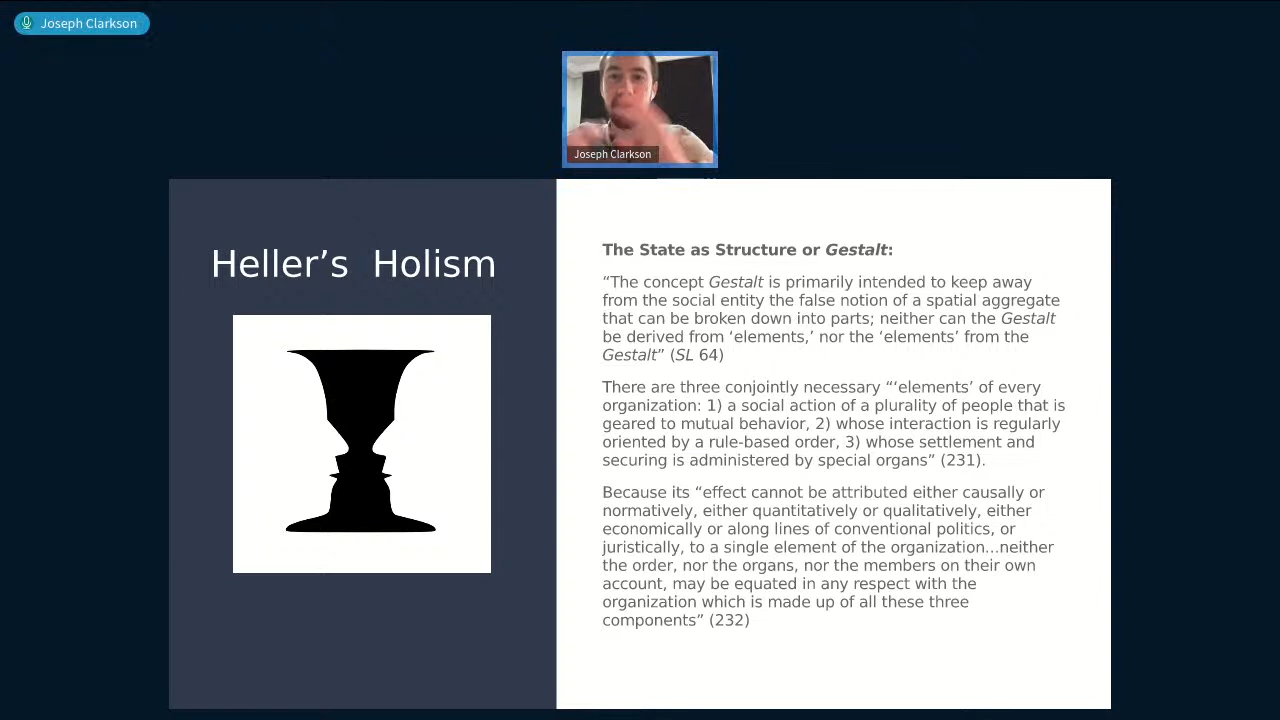 Joseph Clarkson
Joseph Clarkson
Heller’s Holism
The State as Structure or Gestalt:
“The concept Gestalt is primarily intended to keep away
from the social entity the false notion of a spatial aggregate
that can be broken down into parts; neither can the Gestalt
be derived from ‘elements,’ nor the ‘elements’ from the
Gestalt” (SL 64)
There are three conjointly necessary “‘elements’ of every
organization: 1) a social action of a plurality of people that is
geared to mutual behavior, 2) whose interaction is regularly
oriented by a rule-based order, 3) whose settlement and
securing is administered by special organs” (231).
Because its “effect cannot be attributed either causally or
normatively, either quantitatively or qualitatively, either
economically or along lines of conventional politics, or
juristically, to a single element of the organization…neither
the order, nor the organs, nor the members on their own
account, may be equated in any respect with the
organization which is made up of all these three
components” (232)